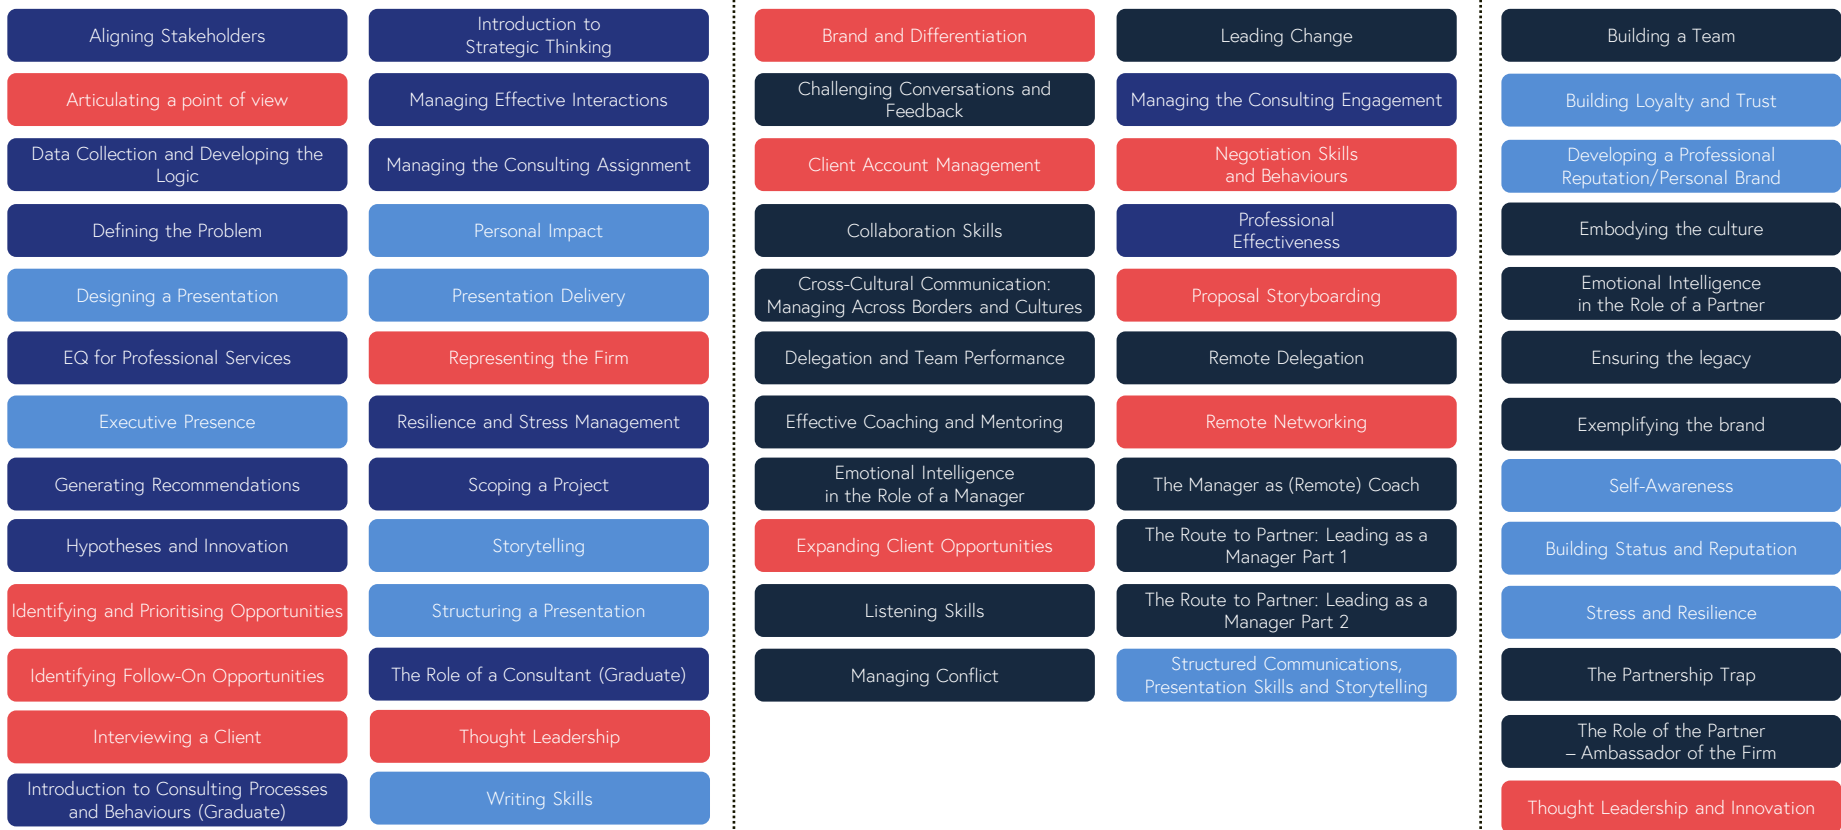 Aligning Stakeholders
Articulating a point of view
Data Collection and Developing the
Logic
Defining the Problem
Designing a Presentation
EQ for Professional Services
Executive Presence
Generating Recommendations
Hypotheses and Innovation
Identifying and Prioritising Opportunities
Identifying Follow-On Opportunities
Interviewing a Client
Introduction to Consulting Processes
and Behaviours (Graduate)
Introduction to
Strategic Thinking
Managing Effective Interactions
Managing the Consulting Assignment
Personal Impact
Presentation Delivery
Representing the Firm
Resilience and Stress Management
Scoping a Project
Storytelling
Structuring a Presentation
The Role of a Consultant (Graduate)
Thought Leadership
Writing Skills
Brand and Differentiation
Challenging Conversations and
Feedback
Client Account Management
Collaboration Skills
Cross-Cultural Communication:
Managing Across Borders and Cultures
Delegation and Team Performance
Effective Coaching and Mentoring
Emotional Intelligence
in the Role of a Manager
Expanding Client Opportunities
Listening Skills
Managing Conflict
Leading Change
Managing the Consulting Engagement
Negotiation Skills
and Behaviours
Professional
Effectiveness
Proposal Storyboarding
Remote Delegation
Remote Networking
The Manager as (Remote) Coach
The Route to Partner: Leading as a
Manager Part 1
The Route to Partner: Leading as a
Manager Part 2
Structured Communications,
Presentation Skills and Storytelling
Building a Team
Building Loyalty and Trust
Developing a Professional
Reputation/Personal Brand
Embodying the culture
Emotional Intelligence
in the Role of a Partner
Ensuring the legacy
Exemplifying the brand
Self-Awareness
Building Status and Reputation
Stress and Resilience
The Partnership Trap
The Role of the Partner
– Ambassador of the Firm
Thought Leadership and Innovation